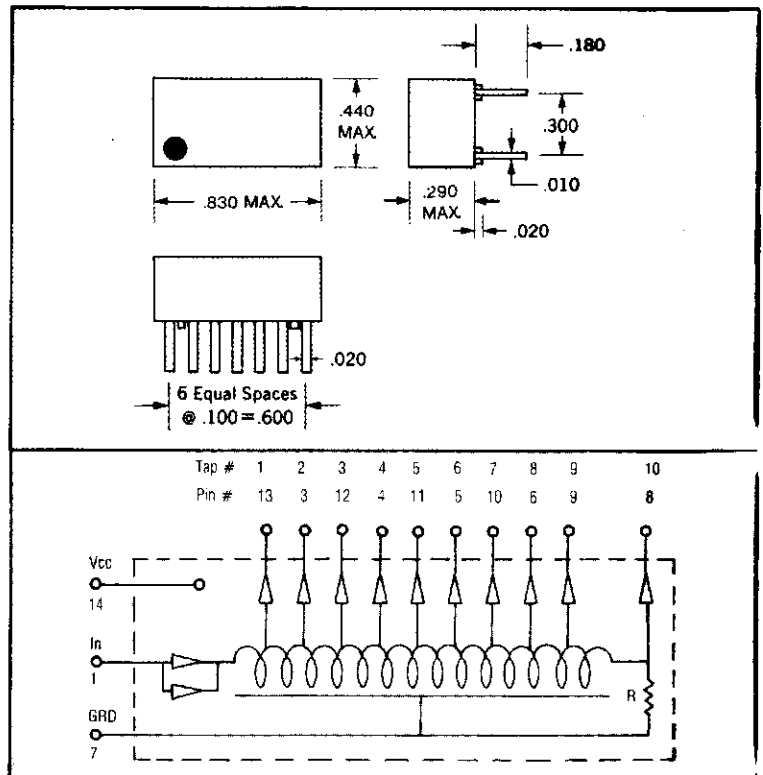 .180
.440
MAX.
.300
.010
.830 MAX.
.290
MAX.
.020
.020
6 Equal Spaces
@ .100=.600
Tap # 1 2 3 4 5 6 7 8 9 10
Pin # 13 3 12 4 11 5 10 6 9 8
Vcc
14
In
1
R
GRD
7